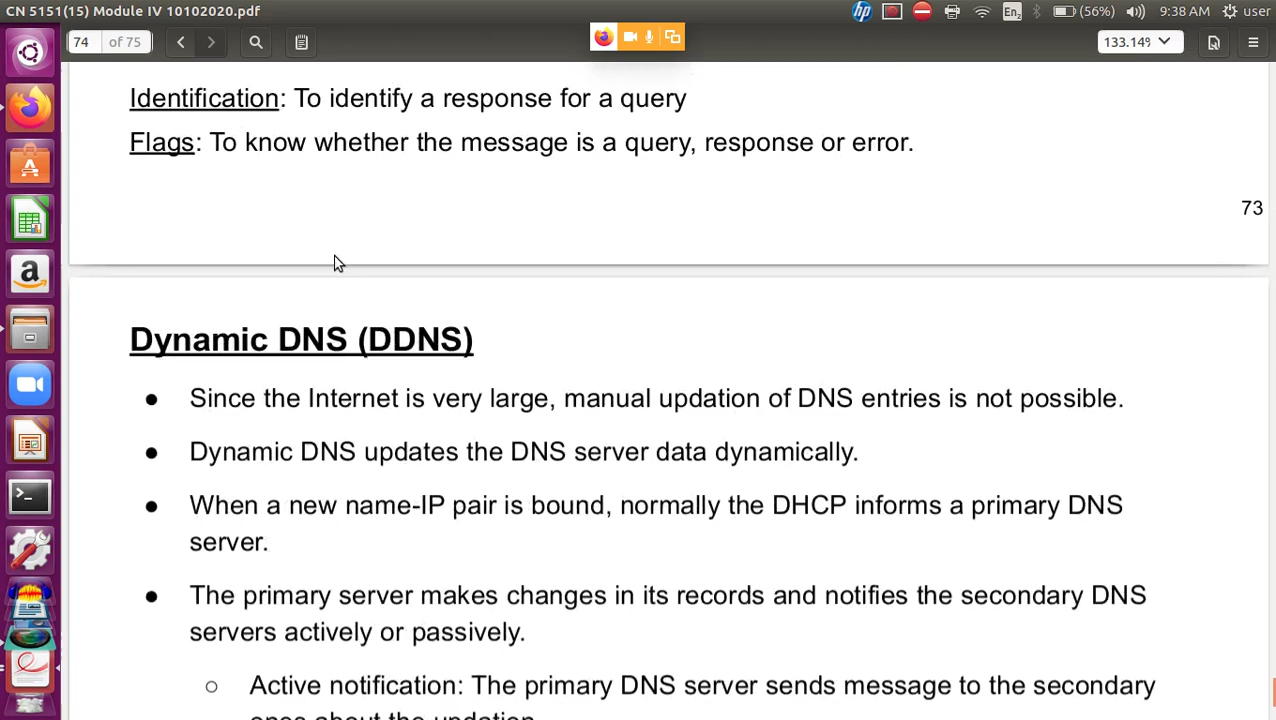 CN 5151(15) Module IV 10102020.pdf
En2
(56%)
9:38 AM
user
74 of 75
133.14%
Identification: To identify a response for a query
Flags: To know whether the message is a query, response or error.
73
Dynamic DNS (DDNS)
● Since the Internet is very large, manual updation of DNS entries is not possible.
● Dynamic DNS updates the DNS server data dynamically.
● When a new name-IP pair is bound, normally the DHCP informs a primary DNS
server.
● The primary server makes changes in its records and notifies the secondary DNS
servers actively or passively.
○ Active notification: The primary DNS server sends message to the secondary
ones about the updation.